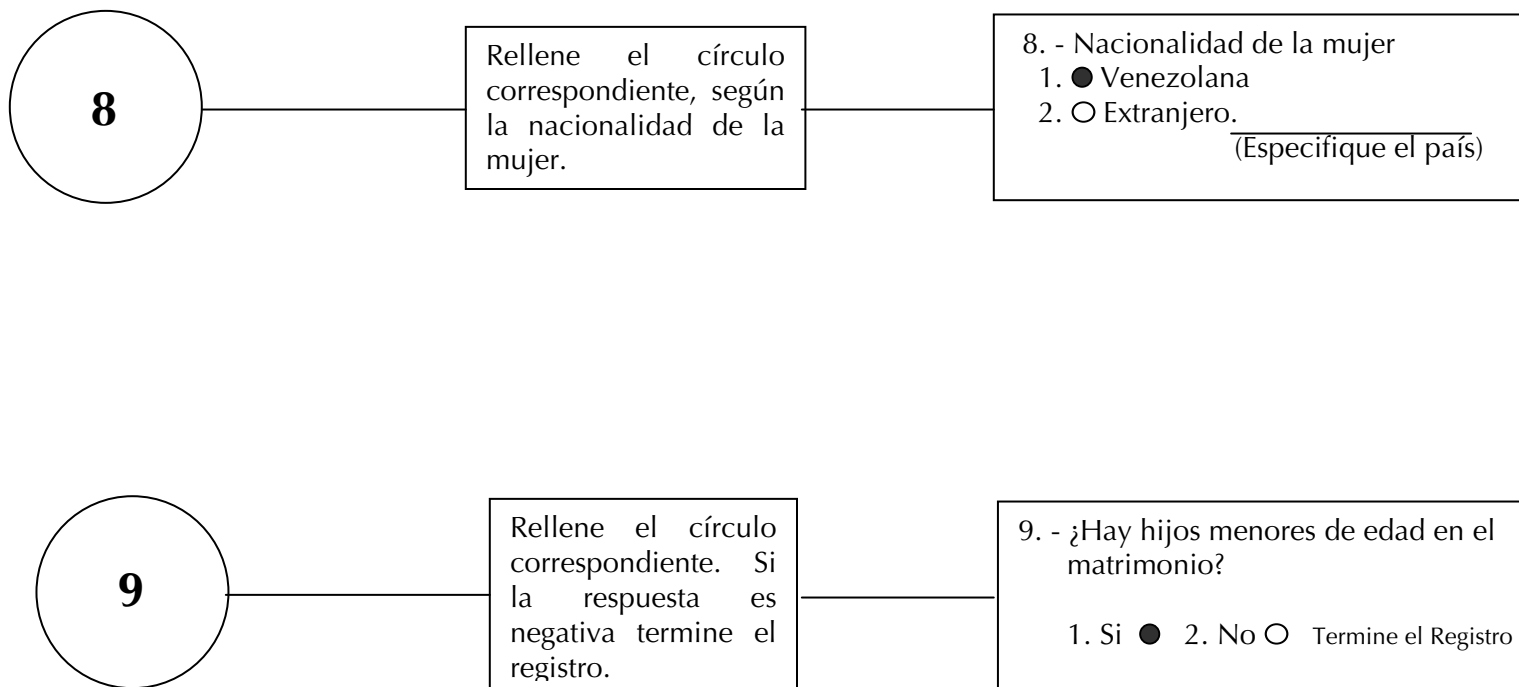 8
Rellene el círculo
correspondiente, según
la nacionalidad de la
mujer.
8. - Nacionalidad de la mujer
1. ● Venezolana
2. ○ Extranjero.
(Especifique el país)
9
Rellene el círculo
correspondiente. Si
la respuesta es
negativa termine el
registro.
9. - ¿Hay hijos menores de edad en el
matrimonio?
1. Si ● 2. No ○ Termine el Registro